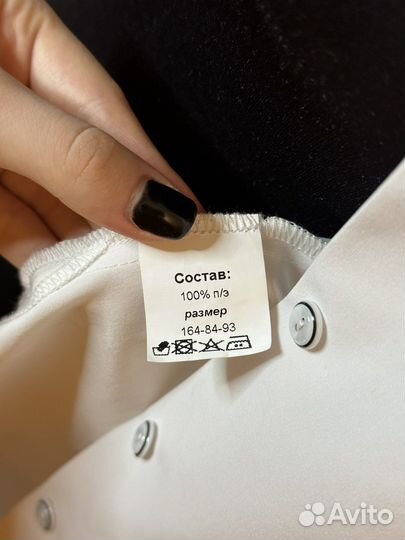 Состав:
100% п/э
размер
164-84-93
Avito